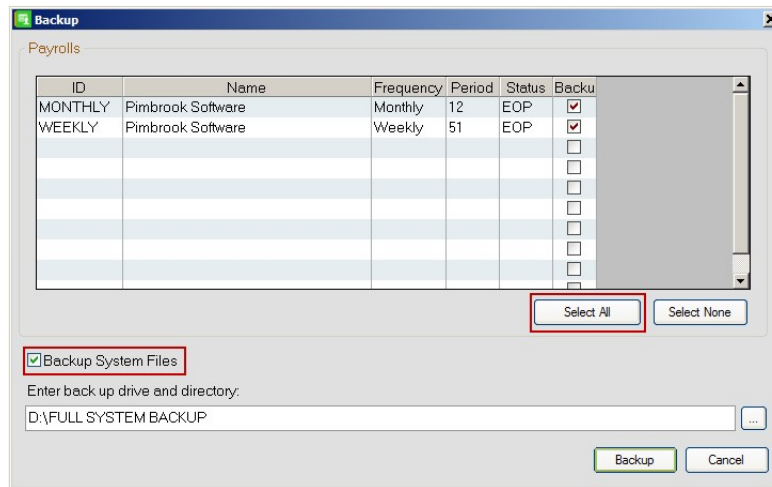 Backup
Payrolls
ID Name Frequency Period Status Backu
MONTHLY Pimbrook Software Monthly 12 EOP
WEEKLY Pimbrook Software Weekly 51 EOP
Select All Select None
Backup System Files
Enter back up drive and directory:
D:\FULL SYSTEM BACKUP ...
Backup Cancel